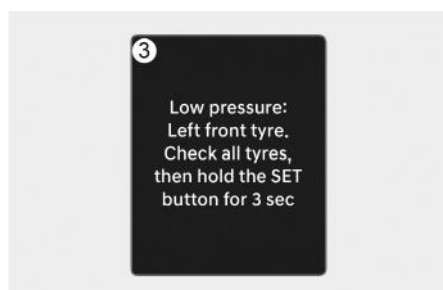 3
Low pressure:
Left front tyre.
Check all tyres,
then hold the SET
button for 3 sec